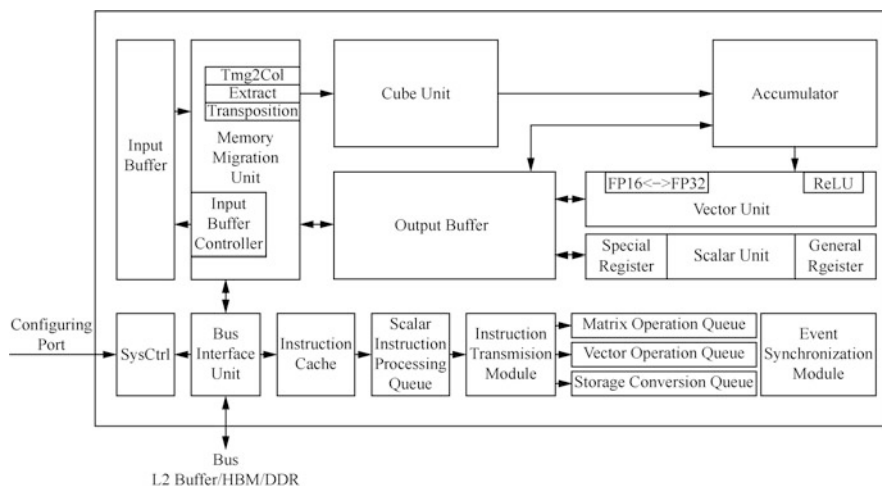 Tmg2Col
Extract
Transposition
Memory
Migration
Unit
Input
Buffer
Input
Buffer
Controller
Cube Unit
Accumulator
Output Buffer
FP16<->FP32
ReLU
Vector Unit
Special
Register
Scalar Unit
General
Rgeister
Configuring
Port
SysCtrl
Bus
Interface
Unit
Instruction
Cache
Scalar
Instruction
Processing
Queue
Instruction
Transmision
Module
Matrix Operation Queue
Vector Operation Queue
Storage Conversion Queue
Event
Synchronization
Module
Bus
L2 Buffer/HBM/DDR